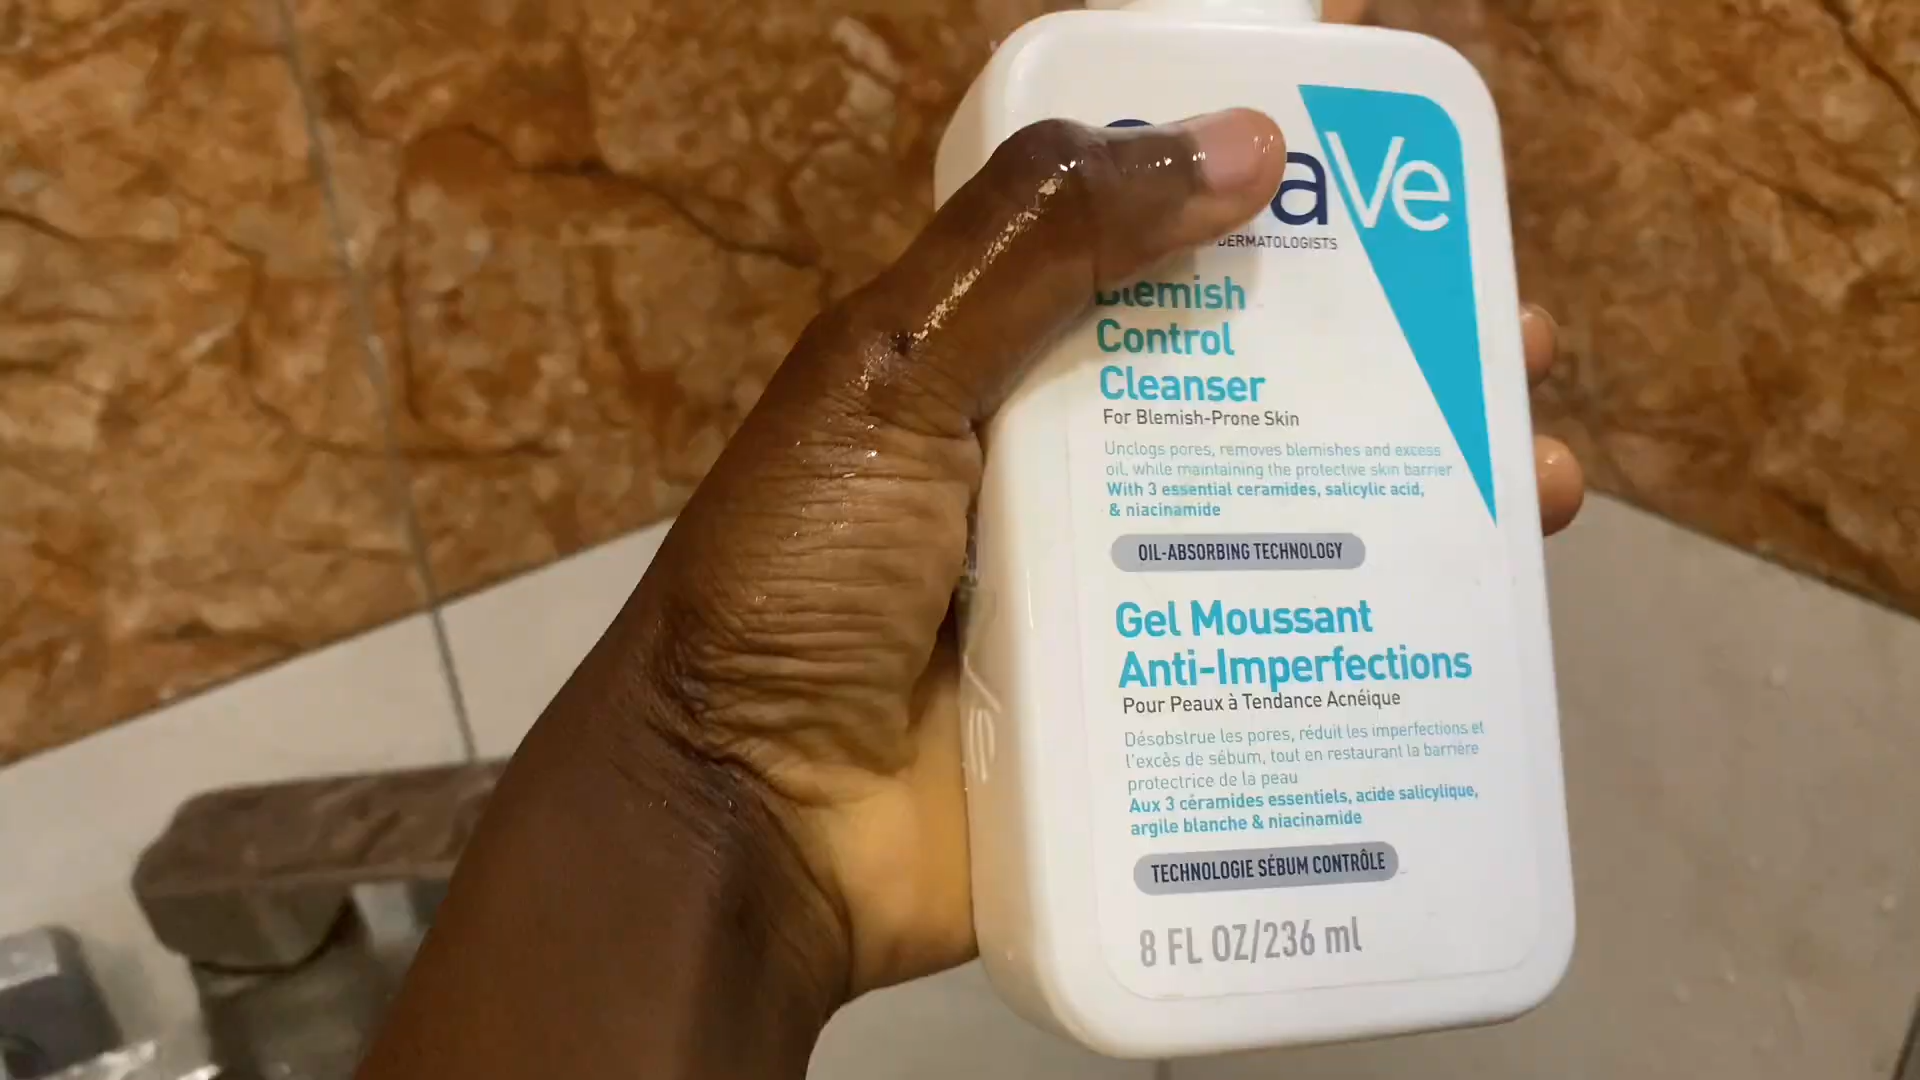 aVe
DERMATOLOGISTS
Blemish
Control
Cleanser
For Blemish-Prone Skin
Unclogs pores, removes blemishes and excess
oil, while maintaining the protective skin barrier
With 3 essential ceramides, salicylic acid,
& niacinamide
OIL-ABSORBING TECHNOLOGY
Gel Moussant
Anti-Imperfections
Pour Peaux à Tendance Acnéique
Désobstrue les pores, réduit les imperfections et
l'excès de sébum, tout en restaurant la barrière
protectrice de la peau
Aux 3 céramides essentiels, acide salicylique,
argile blanche & niacinamide
TECHNOLOGIE SÉBUM CONTRÔLE
8 FL OZ/236 ml